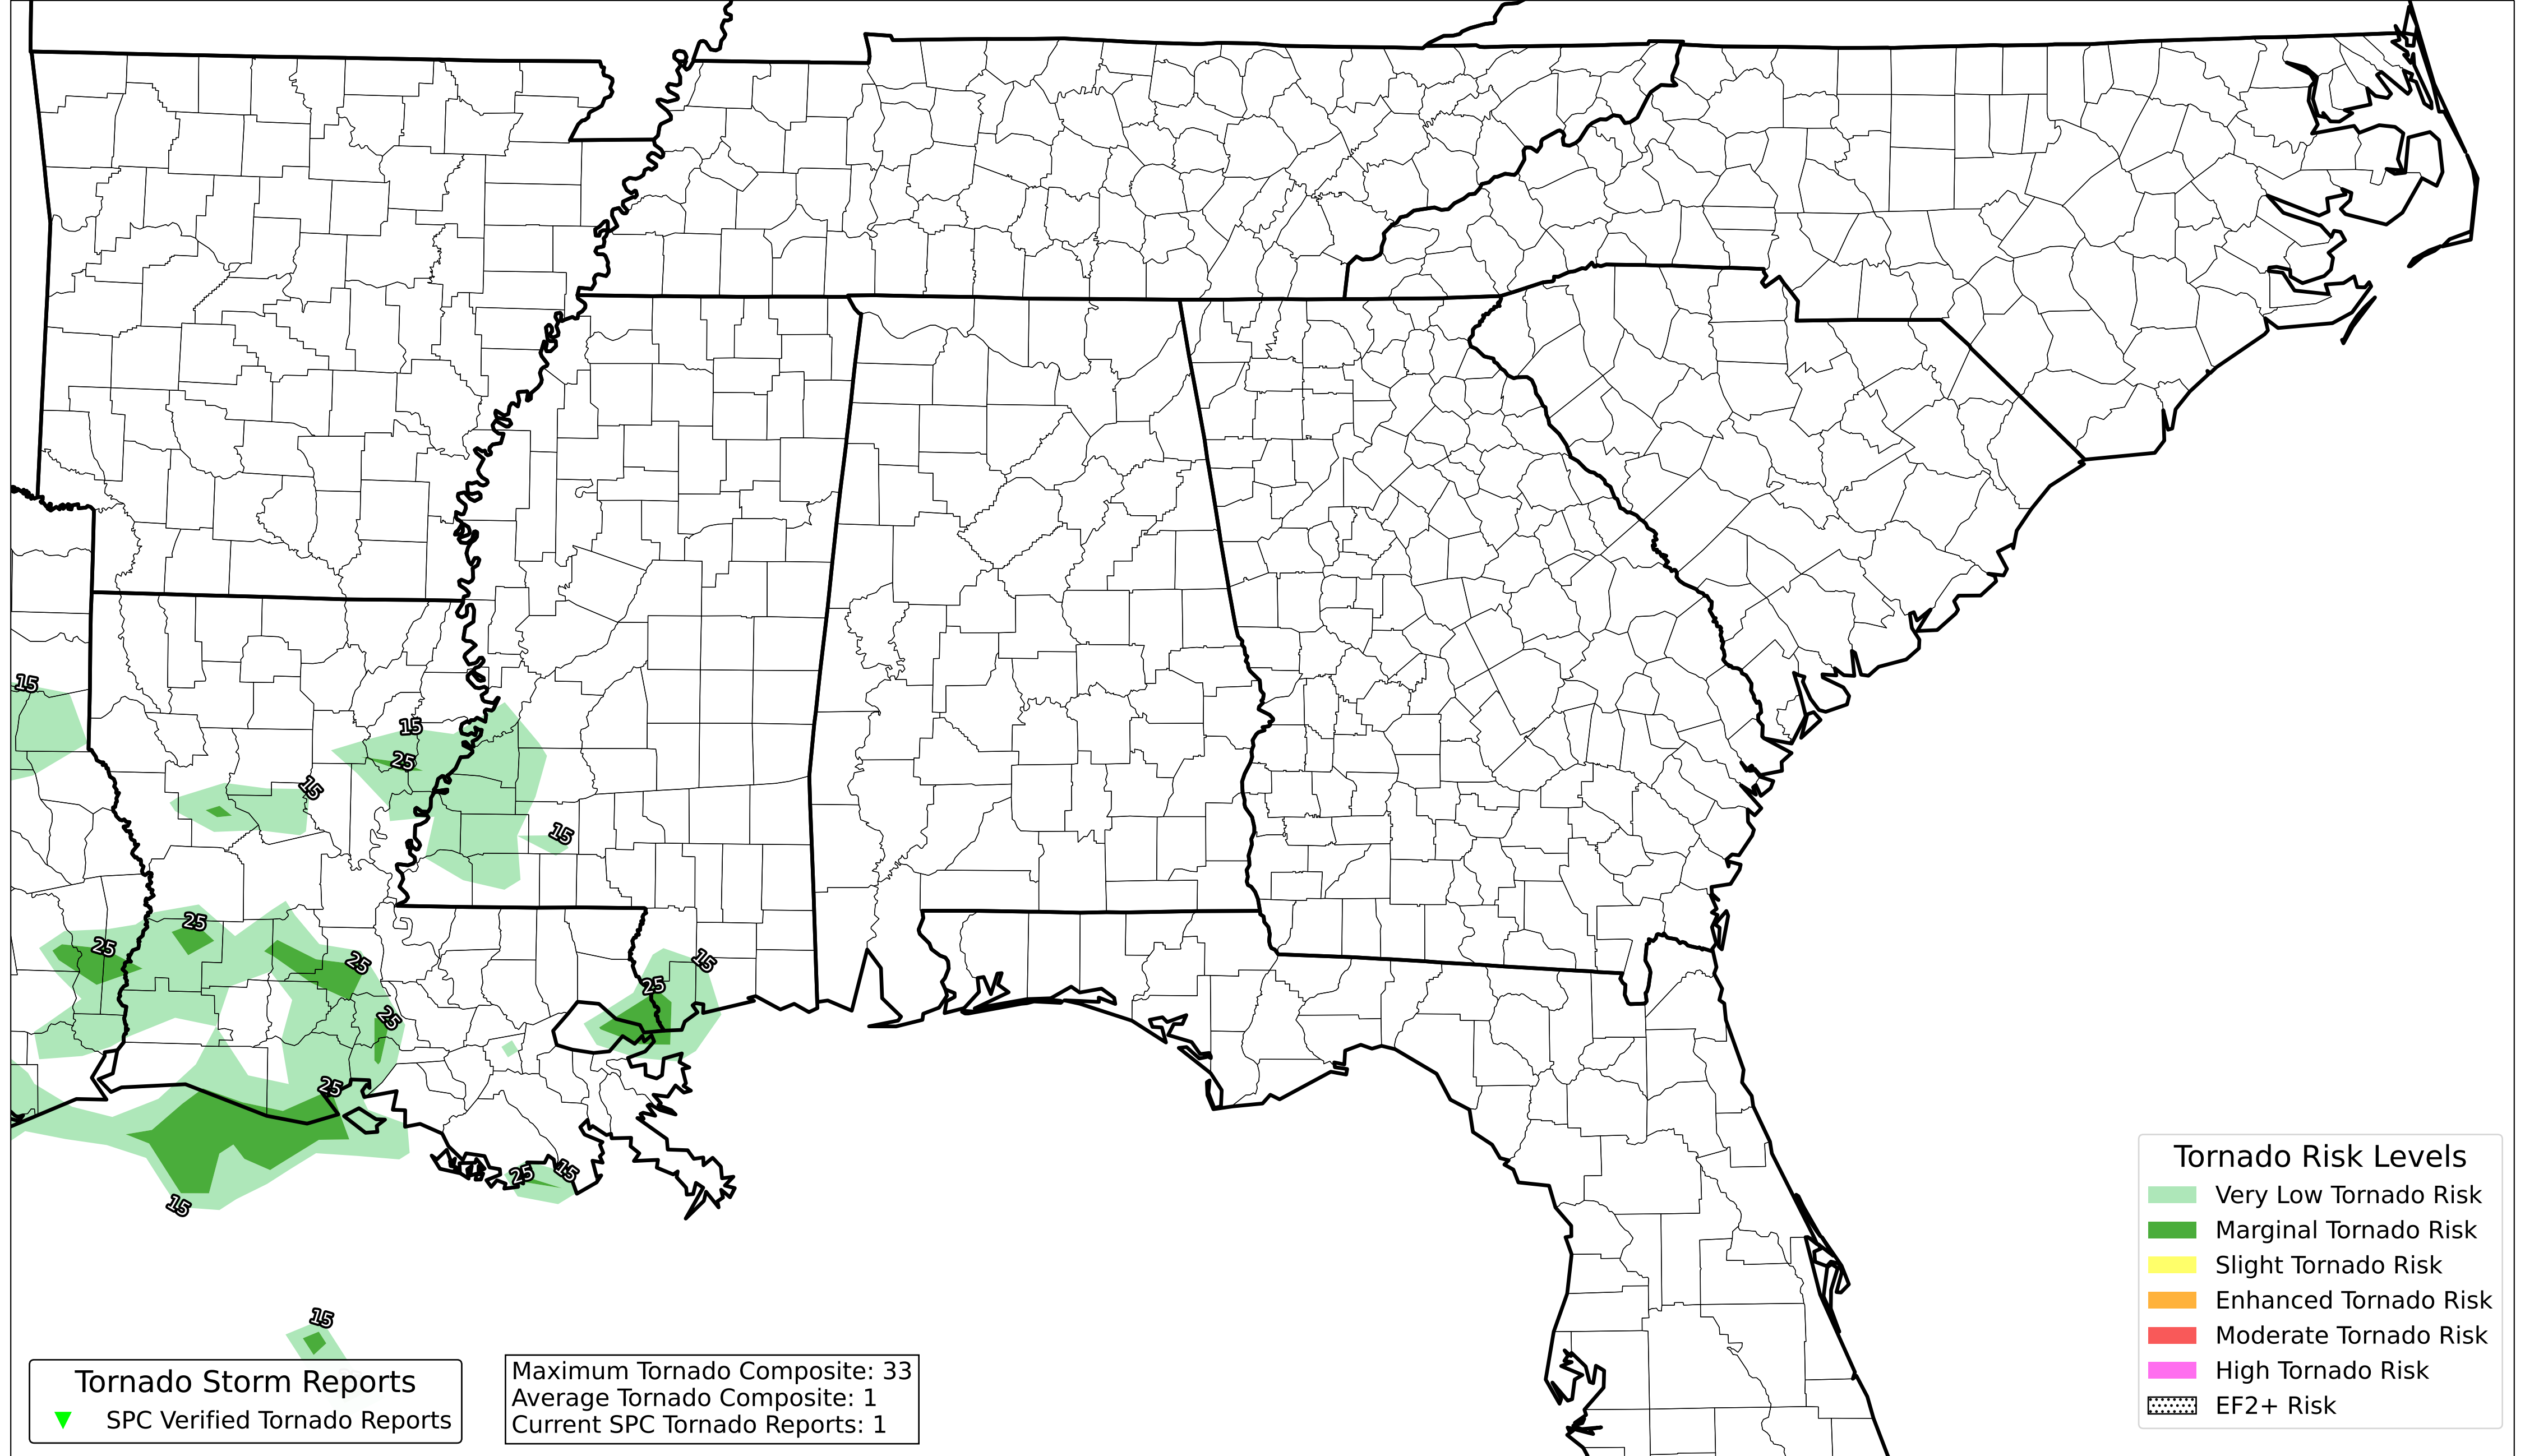 15
15
25
15
15
25
25
25
15
25
25
25
15
25
15
15
Tornado Storm Reports
SPC Verified Tornado Reports
Maximum Tornado Composite: 33
Average Tornado Composite: 1
Current SPC Tornado Reports: 1
Tornado Risk Levels
Very Low Tornado Risk
Marginal Tornado Risk
Slight Tornado Risk
Enhanced Tornado Risk
Moderate Tornado Risk
High Tornado Risk
EF2+ Risk